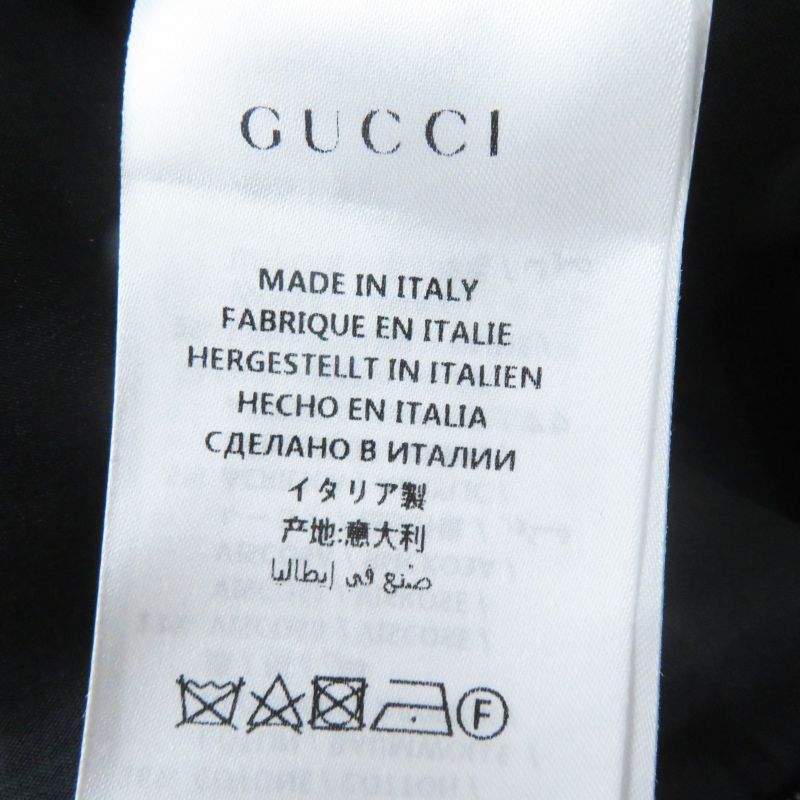 GUCCI
MADE IN ITALY
FABRIQUE EN ITALIE
HERGESTELLT IN ITALIEN
HECHO EN ITALIA
СДЕЛАНО В ИТАЛИИ
イタリア製
产地:意大利
صنع في إيطاليا
F